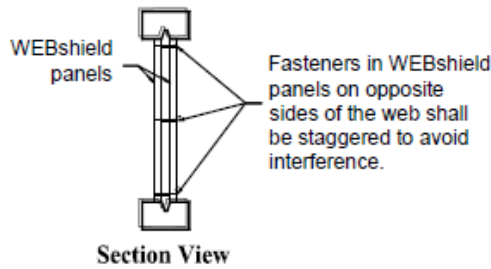 WEBshield
panels
Fasteners in WEBshield
panels on opposite
sides of the web shall
be staggered to avoid
interference.
Section View